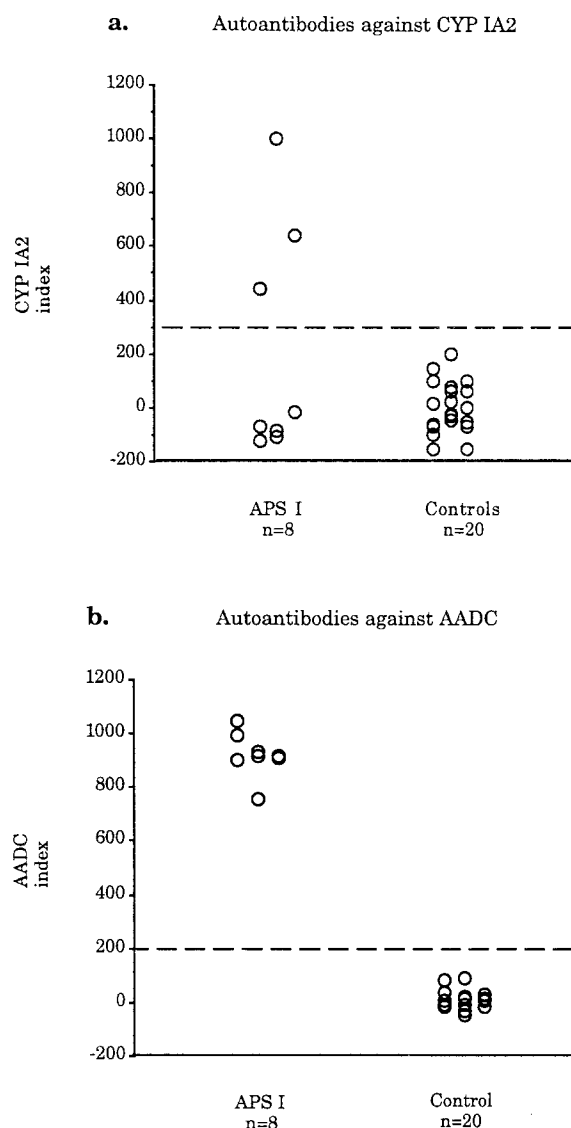 a. Autoantibodies against CYP IA2
1200
1000
800
600
400
200
0
-200
CYP IA2
index
APS I
n=8
Controls
n=20
b. Autoantibodies against AADC
1200
1000
800
600
400
200
0
-200
AADC
index
APS I
n=8
Control
n=20